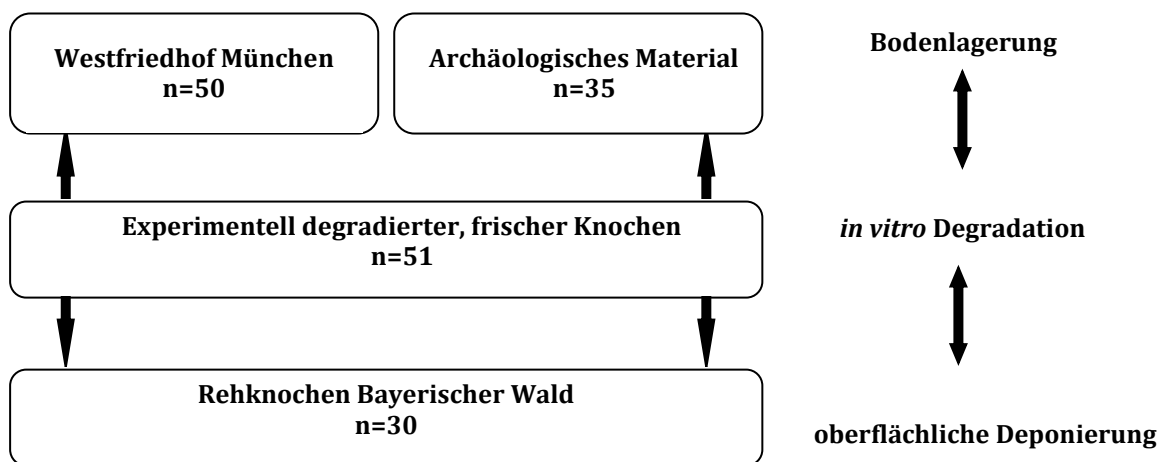 Westfriedhof München
n=50
Archäologisches Material
n=35
Bodenlagerung
Experimentell degradierter, frischer Knochen
n=51
in vitro Degradation
Rehknochen Bayerischer Wald
n=30
oberflächliche Deponierung